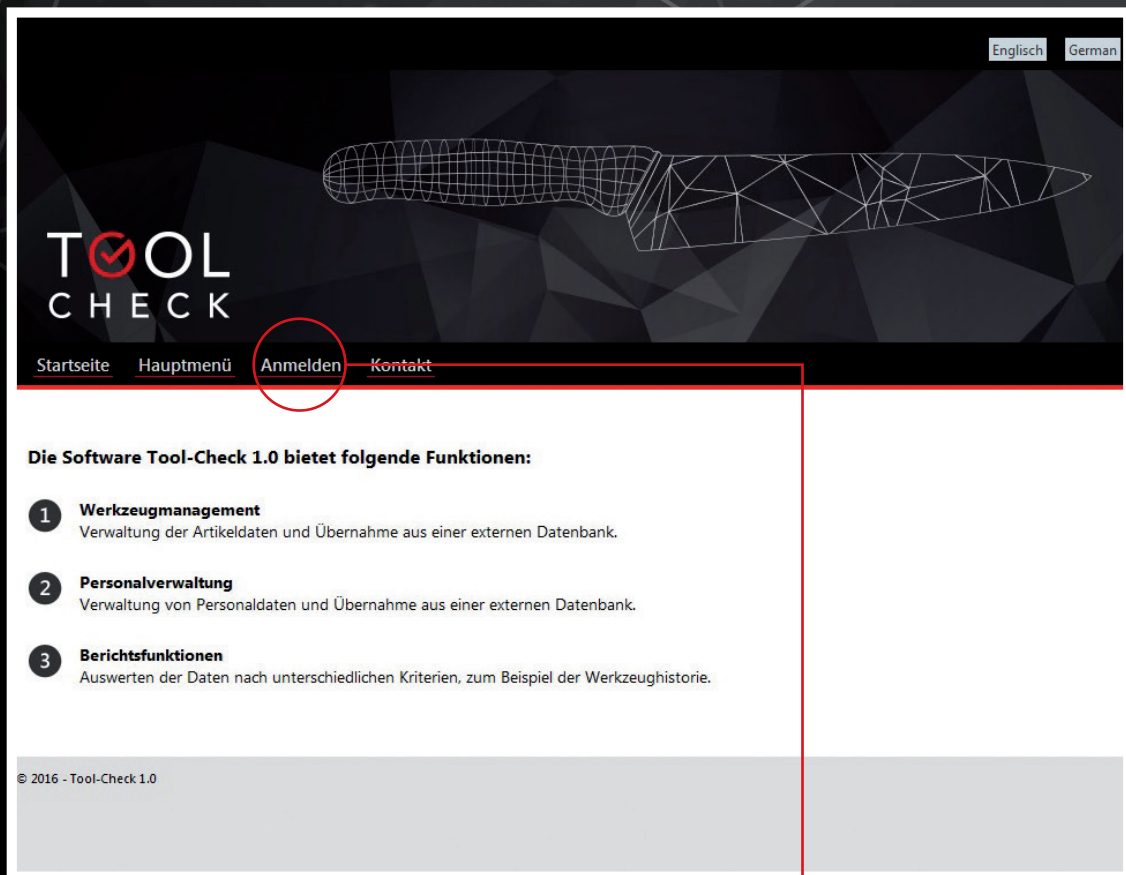 Englisch German
TOOL
CHECK
Startseite Hauptmenü Anmelden Kontakt
Die Software Tool-Check 1.0 bietet folgende Funktionen:
1 Werkzeugmanagement
Verwaltung der Artikeldaten und Übernahme aus einer externen Datenbank.
2 Personalverwaltung
Verwaltung von Personaldaten und Übernahme aus einer externen Datenbank.
3 Berichtsfunktionen
Auswerten der Daten nach unterschiedlichen Kriterien, zum Beispiel der Werkzeughistorie.
© 2016 - Tool-Check 1.0